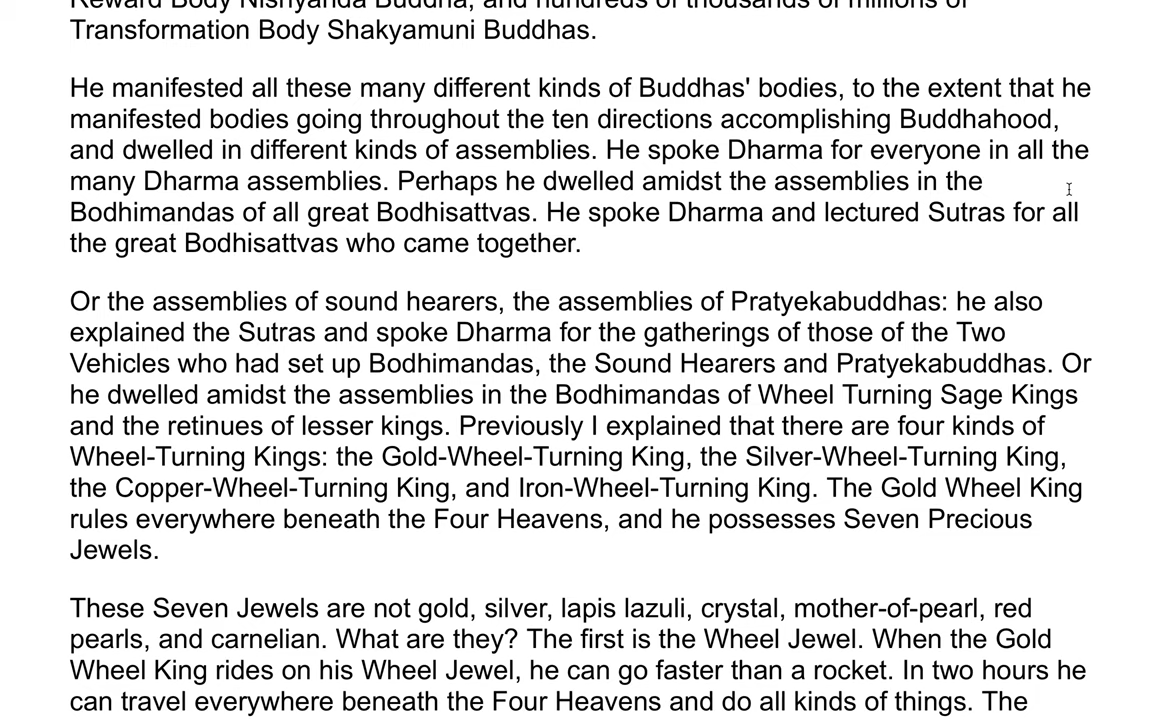 Reward Body Nishyanda Buddha, and hundreds of thousands of millions of
Transformation Body Shakyamuni Buddhas.
He manifested all these many different kinds of Buddhas' bodies, to the extent that he
manifested bodies going throughout the ten directions accomplishing Buddhahood,
and dwelled in different kinds of assemblies. He spoke Dharma for everyone in all the
many Dharma assemblies. Perhaps he dwelled amidst the assemblies in the
Bodhimandas of all great Bodhisattvas. He spoke Dharma and lectured Sutras for all
the great Bodhisattvas who came together.
Or the assemblies of sound hearers, the assemblies of Pratyekabuddhas: he also
explained the Sutras and spoke Dharma for the gatherings of those of the Two
Vehicles who had set up Bodhimandas, the Sound Hearers and Pratyekabuddhas. Or
he dwelled amidst the assemblies in the Bodhimandas of Wheel Turning Sage Kings
and the retinues of lesser kings. Previously I explained that there are four kinds of
Wheel-Turning Kings: the Gold-Wheel-Turning King, the Silver-Wheel-Turning King,
the Copper-Wheel-Turning King, and Iron-Wheel-Turning King. The Gold Wheel King
rules everywhere beneath the Four Heavens, and he possesses Seven Precious
Jewels.
These Seven Jewels are not gold, silver, lapis lazuli, crystal, mother-of-pearl, red
pearls, and carnelian. What are they? The first is the Wheel Jewel. When the Gold
Wheel King rides on his Wheel Jewel, he can go faster than a rocket. In two hours he
can travel everywhere beneath the Four Heavens and do all kinds of things. The